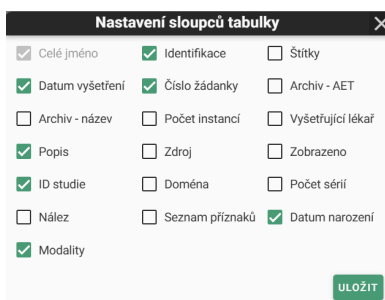 Nastavení sloupců tabulky
Celé jméno Identifikace Štítky
Datum vyšetření Číslo žádanky Archiv - AET
Archiv - název Počet instancí Vyšetřující lékař
Popis Zdroj Zobrazeno
ID studie Doména Počet sérií
Nález Seznam příznaků Datum narození
Modality
ULOŽIT